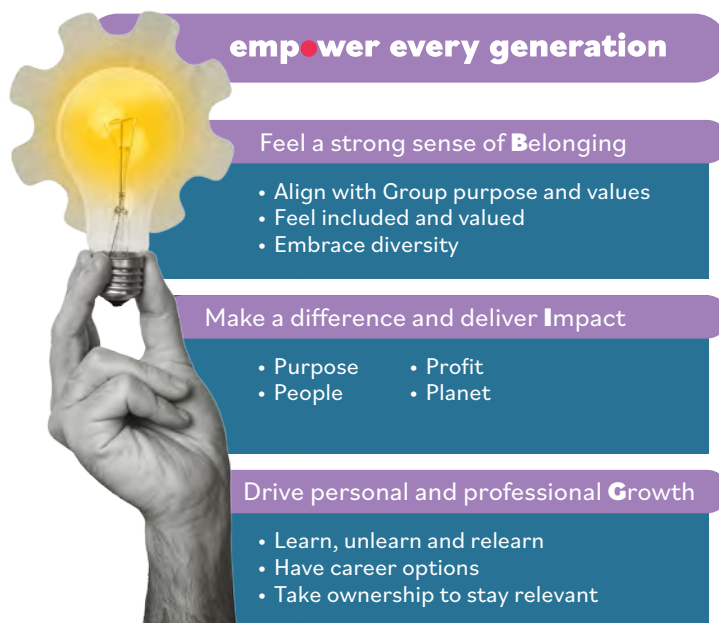 empower every generation
Feel a strong sense of Belonging
• Align with Group purpose and values
• Feel included and valued
• Embrace diversity
Make a difference and deliver Impact
• Purpose • Profit
• People • Planet
Drive personal and professional Growth
• Learn, unlearn and relearn
• Have career options
• Take ownership to stay relevant